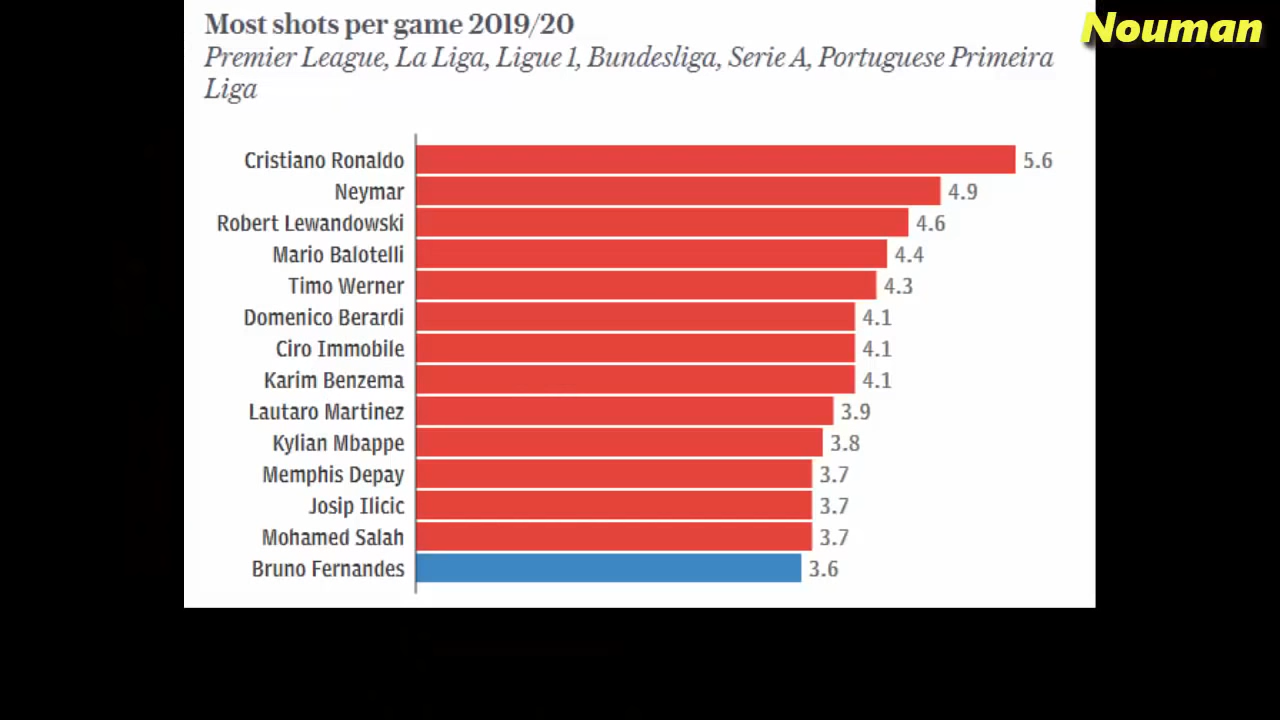 Most shots per game 2019/20
Nouman
Premier League, La Liga, Ligue 1, Bundesliga, Serie A, Portuguese Primeira
Liga
Cristiano Ronaldo 5.6
Neymar 4.9
Robert Lewandowski 4.6
Mario Balotelli 4.4
Timo Werner 4.3
Domenico Berardi 4.1
Ciro Immobile 4.1
Karim Benzema 4.1
Lautaro Martinez 3.9
Kylian Mbappe 3.8
Memphis Depay 3.7
Josip Ilicic 3.7
Mohamed Salah 3.7
Bruno Fernandes 3.6